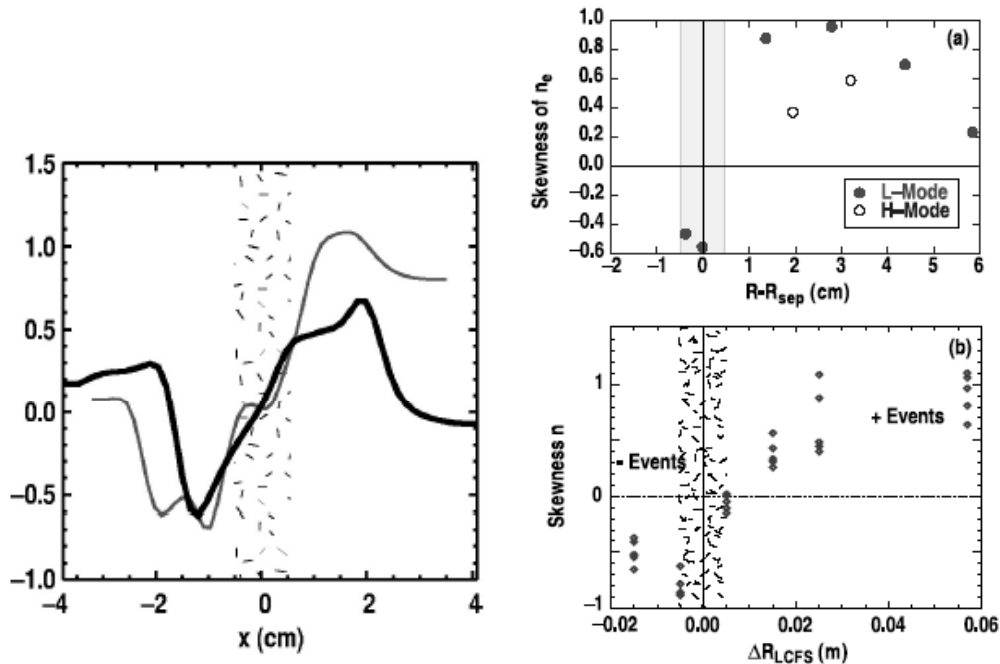 1.5
1.0
0.5
0.0
−0.5
−1.0
−4 −2 0 2 4
x (cm)
1.0
0.8
0.6
0.4
0.2
0.0
−0.2
−0.4
−0.6
(a)
Skewness of nₑ
L–Mode
H–Mode
−2 −1 0 1 2 3 4 5 6
R-Rsep (cm)
(b)
1
0
−1
Skewness n
+ Events
- Events
−0.02 0.00 0.02 0.04 0.06
ΔRLCFS (m)